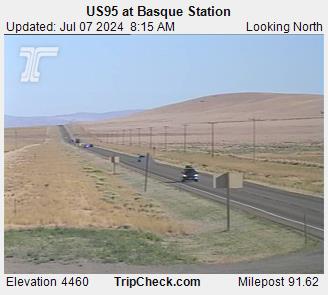 US95 at Basque Station
Updated: Jul 07 2024 8:15 AM Looking North
Elevation 4460 TripCheck.com Milepost 91.62